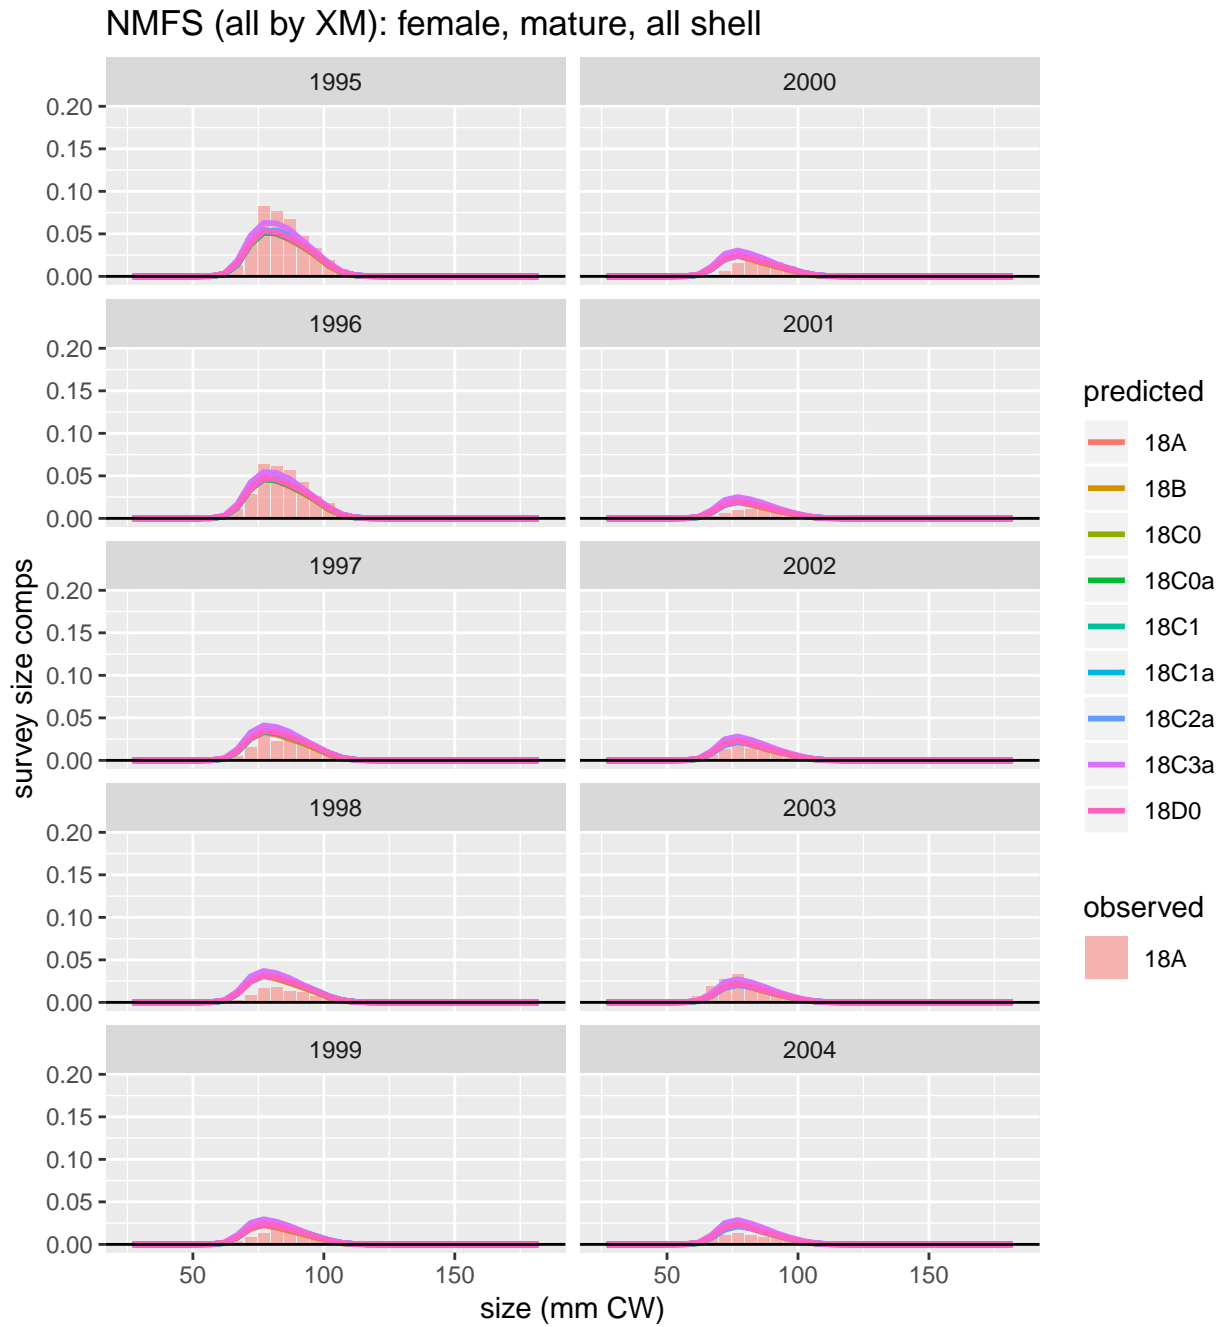 NMFS (all by XM): female, mature, all shell
1995
2000
0.20
0.15
0.10
0.05
0.00
1996
2001
0.20
0.15
0.10
0.05
0.00
1997
2002
0.20
0.15
0.10
0.05
0.00
1998
2003
0.20
0.15
0.10
0.05
0.00
1999
2004
0.20
0.15
0.10
0.05
0.00
50
100
150
50
100
150
size (mm CW)
survey size comps
predicted
18A
18B
18C0
18C0a
18C1
18C1a
18C2a
18C3a
18D0
observed
18A